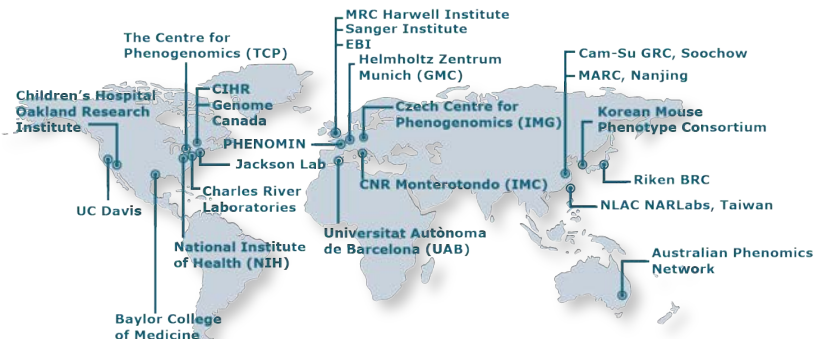 MRC Harwell Institute
Sanger Institute
EBI
The Centre for
Phenogenomics (TCP)
Helmholtz Zentrum
Munich (GMC)
Cam-Su GRC, Soochow
MARC, Nanjing
Children's Hospital
Oakland Research
Institute
CIHR
Genome
Canada
Czech Centre for
Phenogenomics (IMG)
Korean Mouse
Phenotype Consortium
PHENOMIN
Jackson Lab
CNR Monterotondo (IMC)
Riken BRC
Charles River
Laboratories
UC Davis
NLAC NARLabs, Taiwan
National Institute
of Health (NIH)
Universitat Autònoma
de Barcelona (UAB)
Australian Phenomics
Network
Baylor College
of Medicine